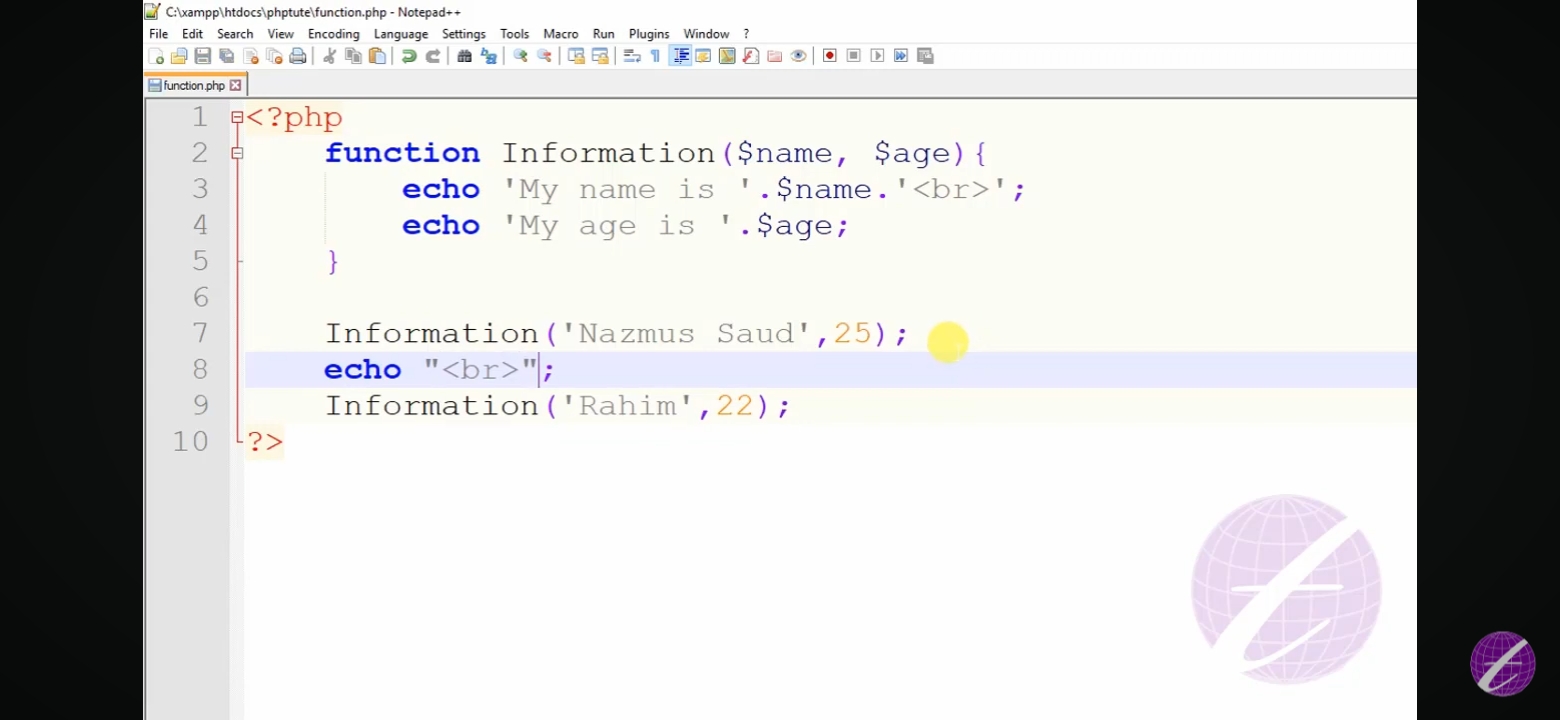 C:\xampp\htdocs\phptute\function.php - Notepad++
File Edit Search View Encoding Language Settings Tools Macro Run Plugins Window ?
function.php
1 <?php
2 function Information($name, $age){
3 echo 'My name is '.$name.'<br>';
4 echo 'My age is '.$age;
5 }
6
7 Information('Nazmus Saud',25);
8 echo "<br>";
9 Information('Rahim',22);
10 ?>